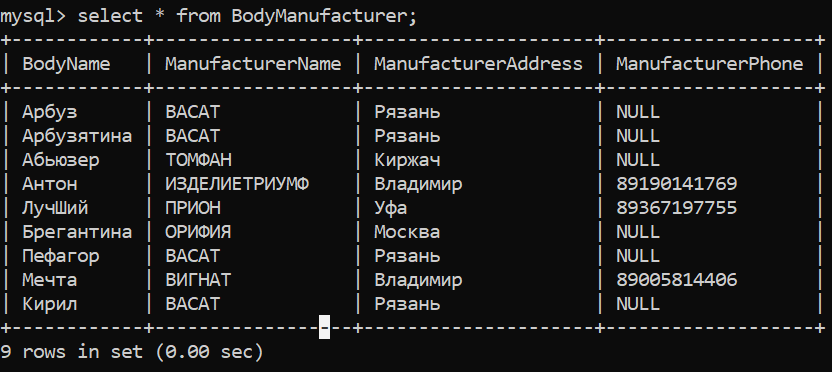 mysql> select * from BodyManufacturer;
+------------+------------------+---------------------+-------------------+
| BodyName | ManufacturerName | ManufacturerAddress | ManufacturerPhone |
+------------+------------------+---------------------+-------------------+
| Арбуз | ВАСАТ | Рязань | NULL |
| Арбузятина | ВАСАТ | Рязань | NULL |
| Абьюзер | ТОМФАН | Киржач | NULL |
| Антон | ИЗДЕЛИЕТРИУМФ | Владимир | 89190141769 |
| ЛучШий | ПРИОН | Уфа | 89367197755 |
| Брегантина | ОРИФИЯ | Москва | NULL |
| Пефагор | ВАСАТ | Рязань | NULL |
| Мечта | ВИГНАТ | Владимир | 89005814406 |
| Кирил | ВАСАТ | Рязань | NULL |
+------------+------------------+---------------------+-------------------+
9 rows in set (0.00 sec)